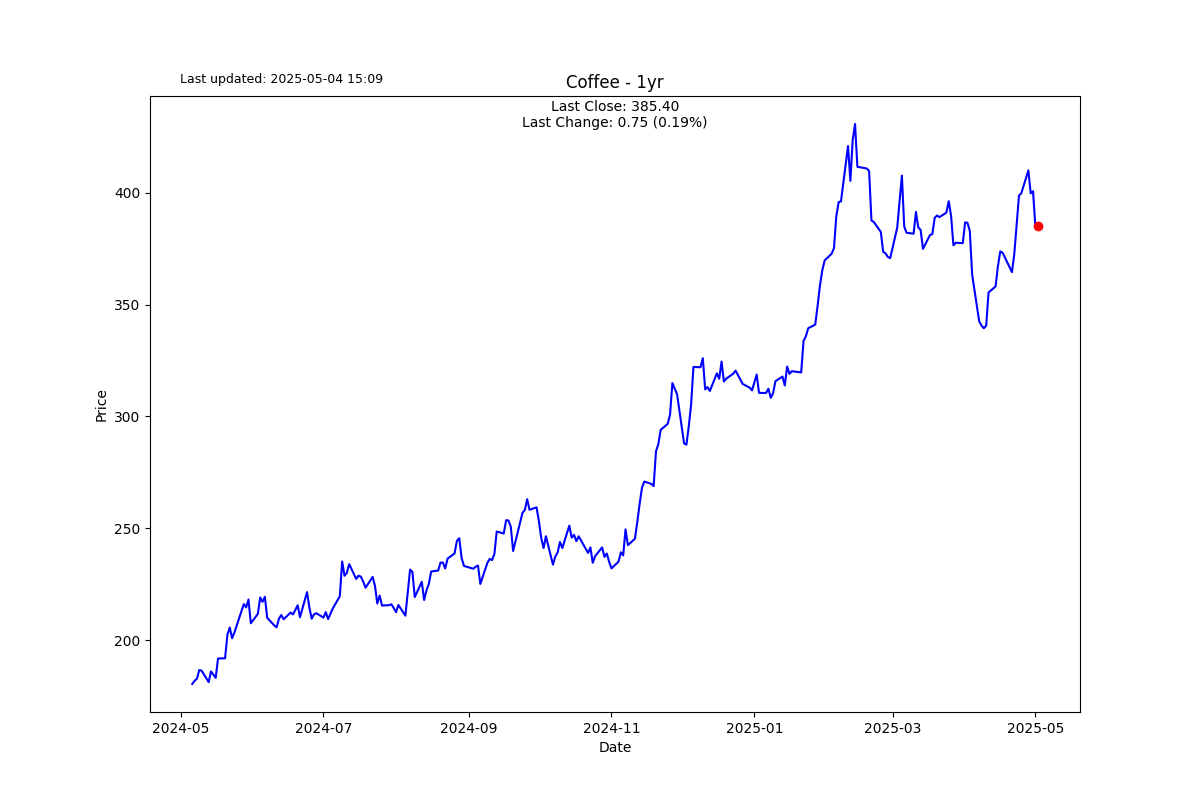 Last updated: 2025-05-04 15:09
Coffee - 1yr
Last Close: 385.40
Last Change: 0.75 (0.19%)
400
350
300
250
200
Price
2024-05
2024-07
2024-09
2024-11
2025-01
2025-03
2025-05
Date